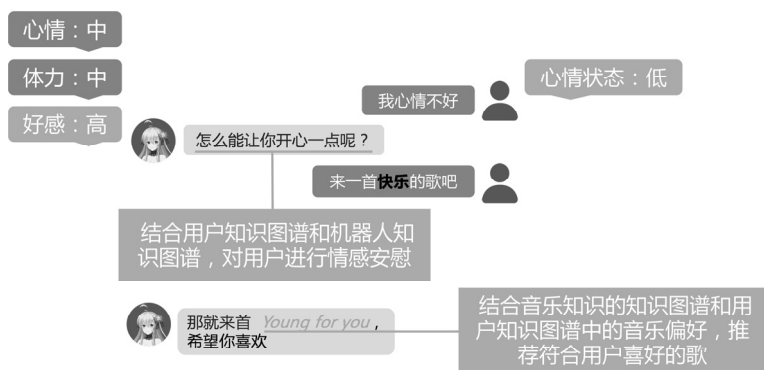 心情：中
体力：中
好感：高
心情状态：低
我心情不好
怎么能让你开心一点呢？
来一首快乐的歌吧
结合用户知识图谱和机器人知
识图谱，对用户进行情感安慰
那就来首 Young for you，
希望你喜欢
结合音乐知识的知识图谱和用
户知识图谱中的音乐偏好，推
荐符合用户喜好的歌